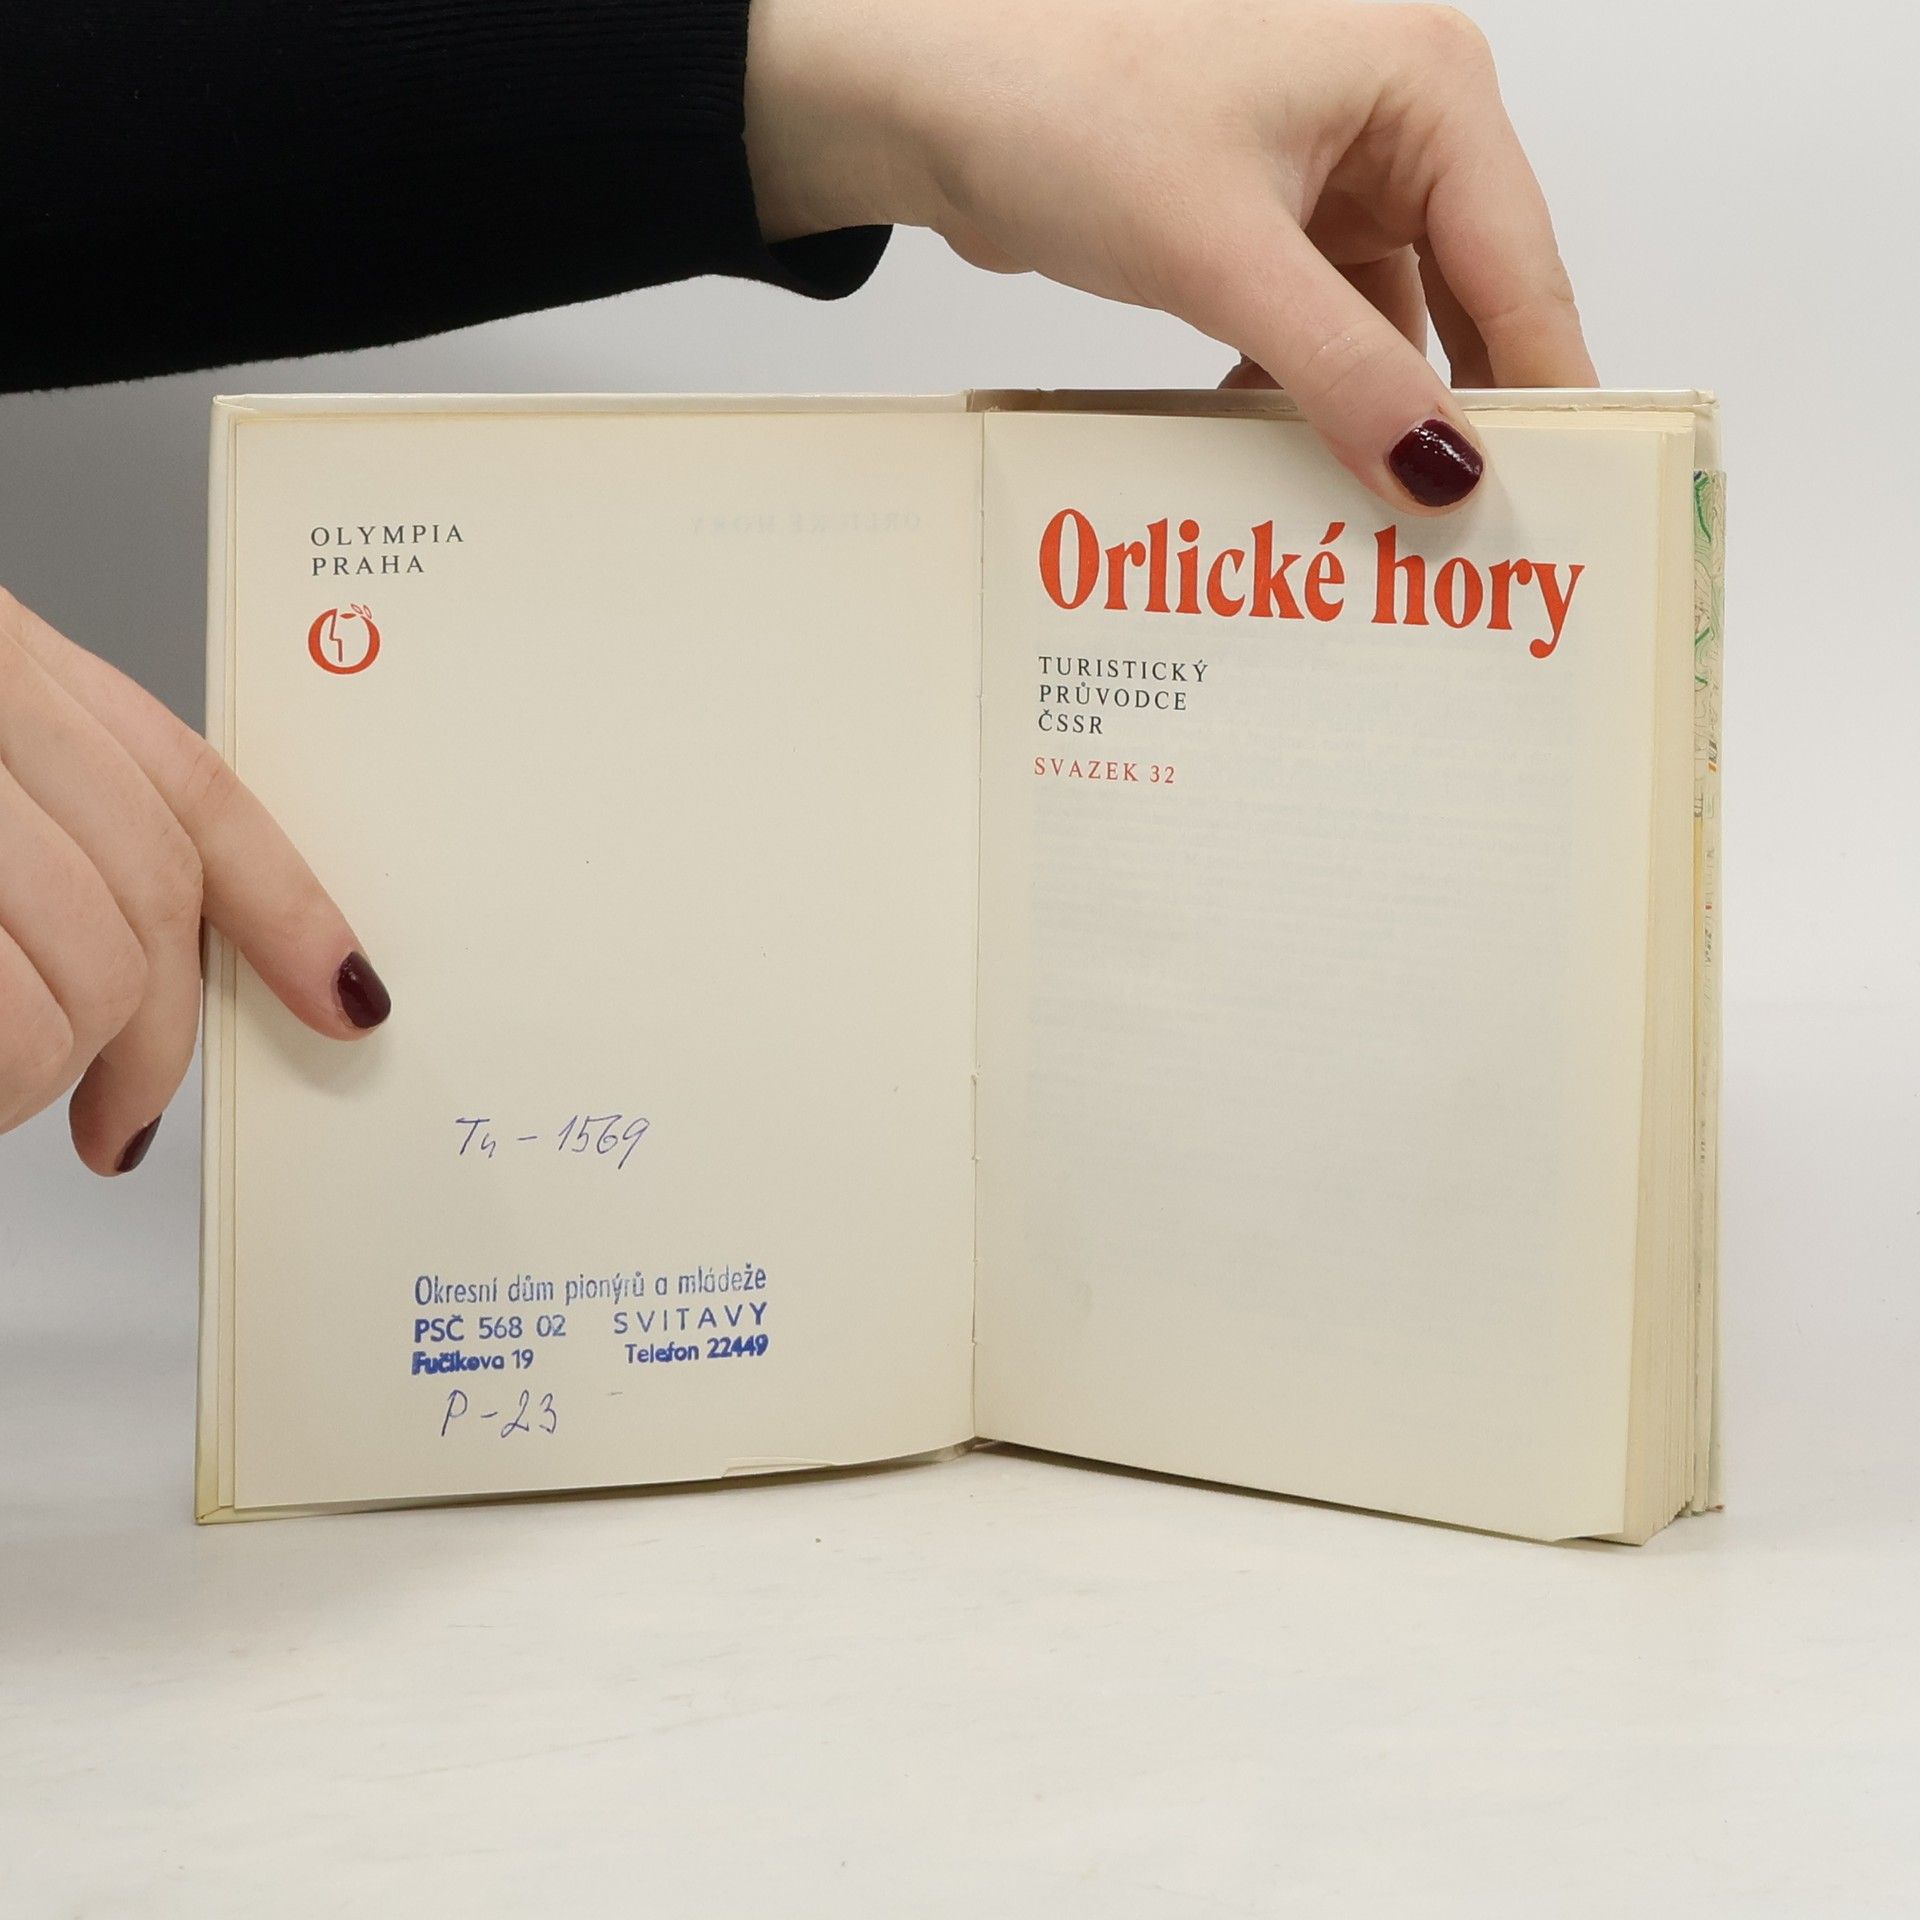 OLYMPIA
PRAHA
Tu - 1569
Okresní dům pionýrů a mládeže
PSČ 568 02 SVITAVY
Fučíkova 19 Telefon 22449
P-23
Orlické hory
TURISTICKÝ
PRŮVODCE
ČSSR
SVAZEK 32